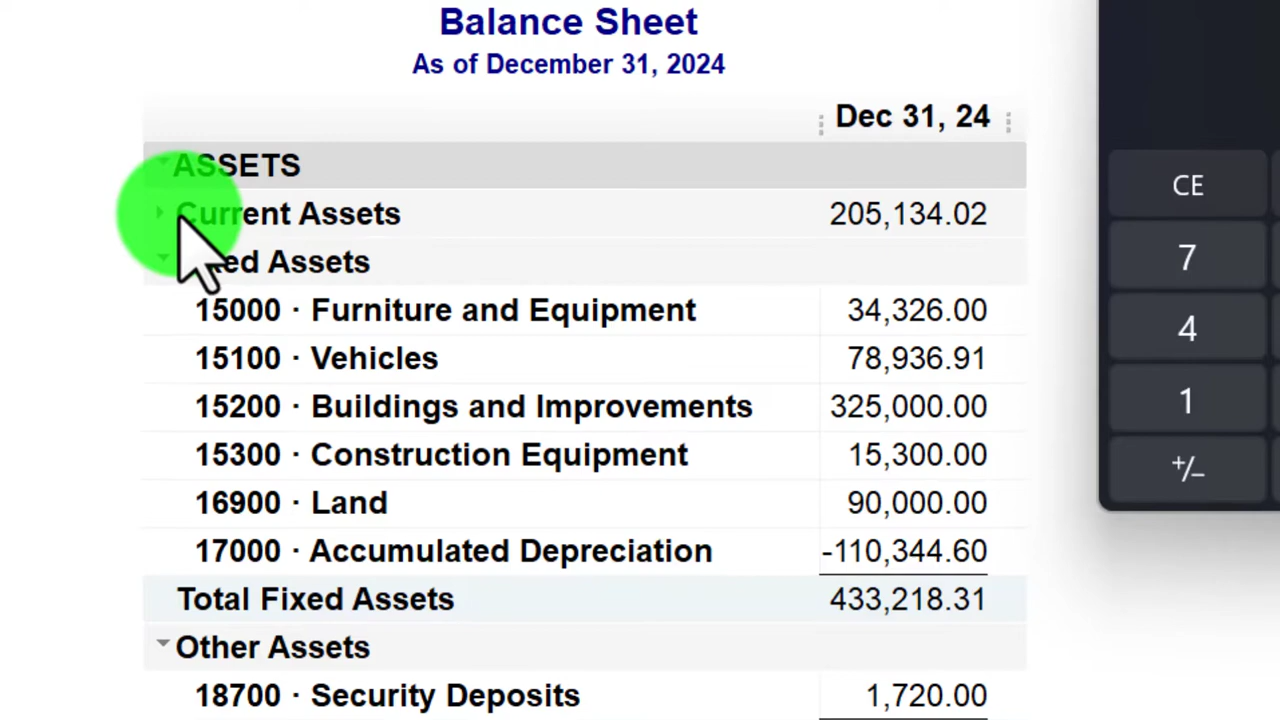 Balance Sheet
As of December 31, 2024
Dec 31, 24
ASSETS
Current Assets 205,134.02
Assets
15000 · Furniture and Equipment 34,326.00
15100 · Vehicles 78,936.91
15200 · Buildings and Improvements 325,000.00
15300 · Construction Equipment 15,300.00
16900 · Land 90,000.00
17000 · Accumulated Depreciation -110,344.60
Total Fixed Assets 433,218.31
Other Assets
18700 · Security Deposits 1,720.00
CE
7
4
1
+/−